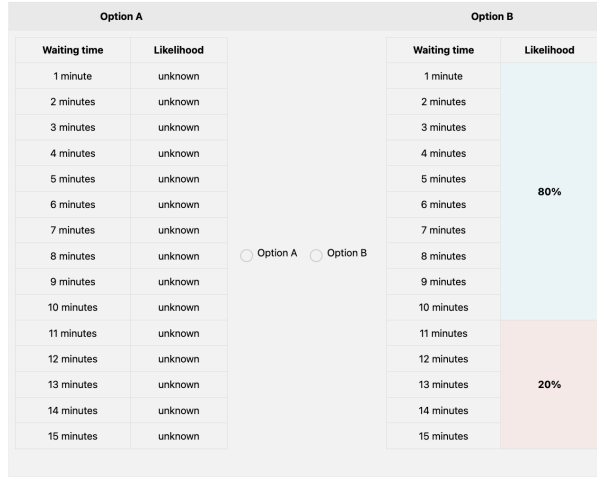 Option A Option B
Waiting time Likelihood Waiting time Likelihood
1 minute unknown 1 minute
2 minutes unknown 2 minutes
3 minutes unknown 3 minutes
4 minutes unknown 4 minutes
5 minutes unknown 5 minutes
80%
6 minutes unknown 6 minutes
7 minutes unknown 7 minutes
8 minutes unknown Option A Option B 8 minutes
9 minutes unknown 9 minutes
10 minutes unknown 10 minutes
11 minutes unknown 11 minutes
12 minutes unknown 12 minutes
13 minutes unknown 13 minutes 20%
14 minutes unknown 14 minutes
15 minutes unknown 15 minutes